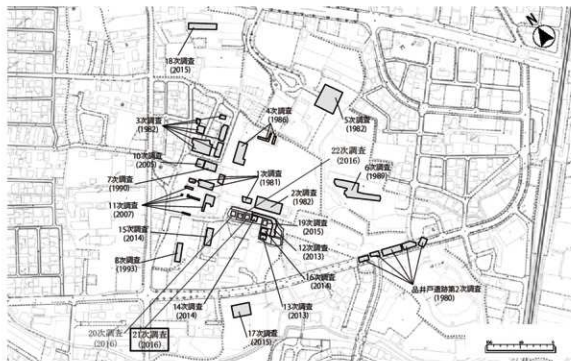 N
18次調査
(2015)
3次調査
(1982)
4次調査
(1986)
5次調査
(1982)
10次調査
(2005)
22次調査
(2016)
6次調査
(1989)
7次調査
(1990)
1次調査
(1981)
2次調査
(1982)
11次調査
(2007)
19次調査
(2015)
15次調査
(2014)
12次調査
(2013)
8次調査
(1993)
16次調査
(2014)
品井戸遺跡第2次調査
(1980)
14次調査
(2014)
13次調査
(2013)
20次調査
(2016)
21次調査
(2016)
17次調査
(2015)